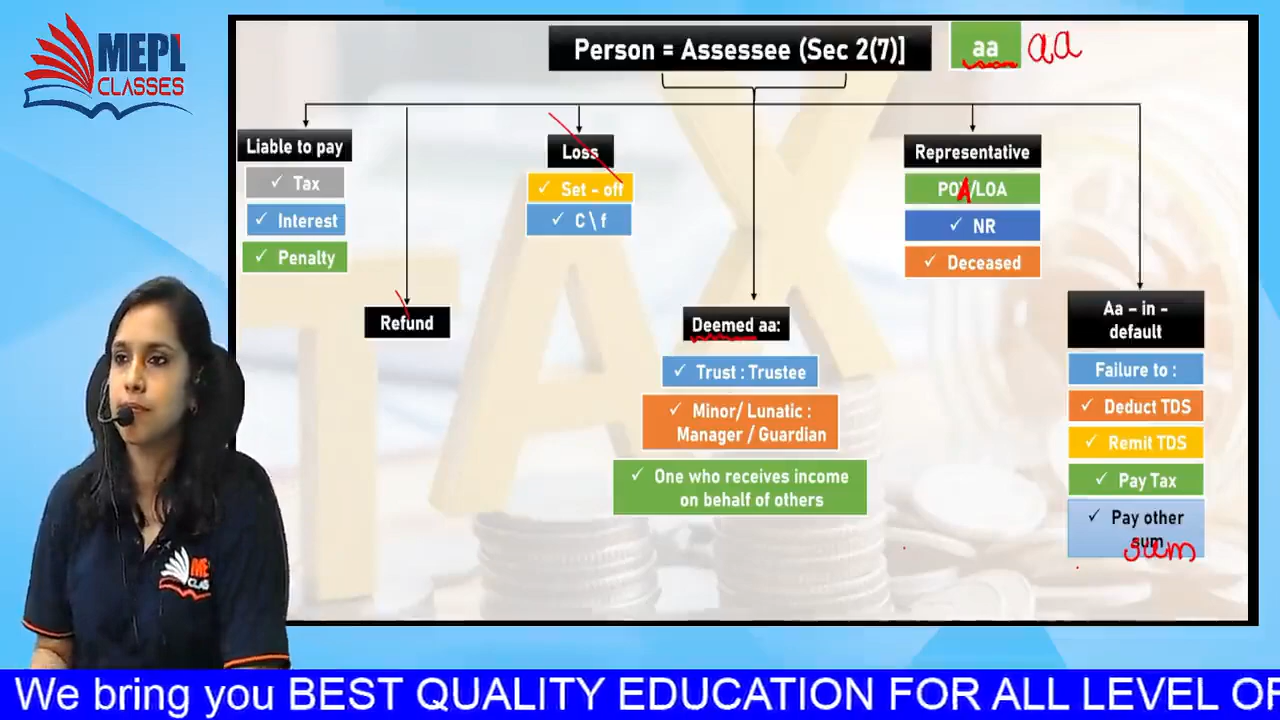 MEPL
CLASSES
Person = Assessee (Sec 2(7)]
aa
aa
Liable to pay
✓ Tax
✓ Interest
✓ Penalty
Refund
Loss
✓ Set - off
✓ C\f
Deemed aa:
✓ Trust : Trustee
✓ Minor/ Lunatic :
Manager / Guardian
✓ One who receives income
on behalf of others
Representative
POA/LOA
✓ NR
✓ Deceased
Aa – in –
default
Failure to :
✓ Deduct TDS
✓ Remit TDS
✓ Pay Tax
✓ Pay other
sum
sum
TAX
We bring you BEST QUALITY EDUCATION FOR ALL LEVEL OF